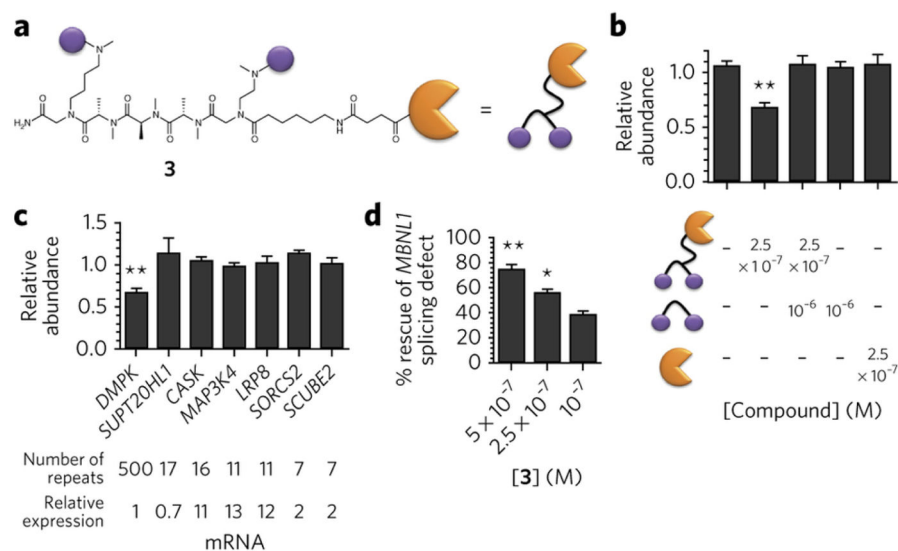 a
N
N
N
N
N
N
N
N
H
O
O
O
O
O
O
O
O
H₂N
=
3
b
Relative
abundance
1.0
0.5
0.0
**
– 2.5 2.5 – –
×10⁻⁷ ×10⁻⁷
– – 10⁻⁶ 10⁻⁶ –
– – – – 2.5
×10⁻⁷
[Compound] (M)
c
Relative
abundance
1.5
1.0
0.5
0.0
**
DMPK
SUPT20HL1
CASK
MAP3K4
LRP8
SORCS2
SCUBE2
Number of
repeats
500 17 16 11 11 7 7
Relative
expression
1 0.7 11 13 12 2 2
mRNA
d
% rescue of MBNL1
splicing defect
100
80
60
40
20
0
**
*
5 × 10⁻⁷
2.5 × 10⁻⁷
10⁻⁷
[3] (M)